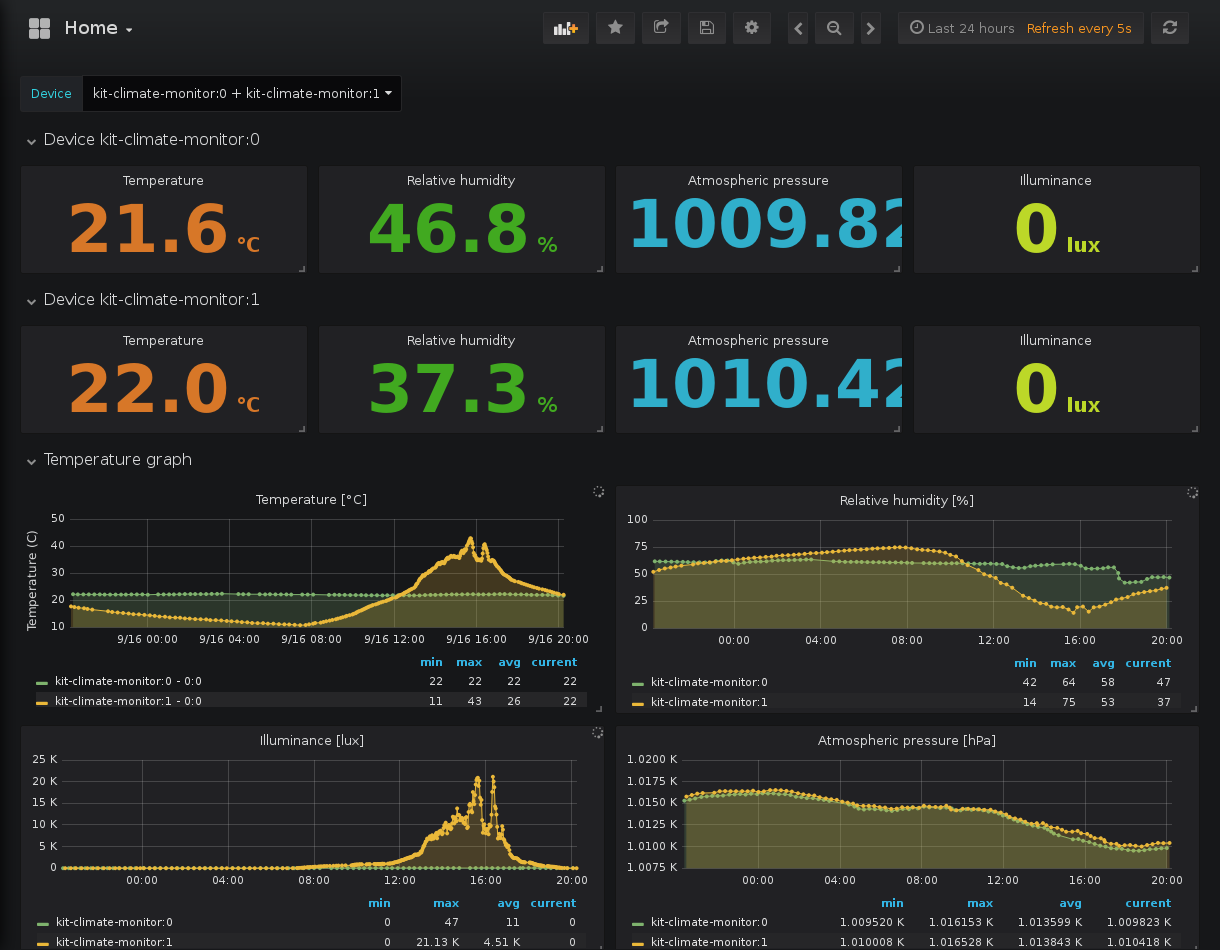 Home
Last 24 hours Refresh every 5s
Device kit-climate-monitor:0 + kit-climate-monitor:1
Device kit-climate-monitor:0
Temperature Relative humidity Atmospheric pressure Illuminance
21.6 °C 46.8 % 1009.82 0 lux
Device kit-climate-monitor:1
Temperature Relative humidity Atmospheric pressure Illuminance
22.0 °C 37.3 % 1010.42 0 lux
Temperature graph
Temperature [°C]
Temperature (C)
50
40
30
20
10
9/16 00:00 9/16 04:00 9/16 08:00 9/16 12:00 9/16 16:00 9/16 20:00
min max avg current
kit-climate-monitor:0 - 0:0 22 22 22 22
kit-climate-monitor:1 - 0:0 11 43 26 22
Relative humidity [%]
100
75
50
25
0
00:00 04:00 08:00 12:00 16:00 20:00
min max avg current
kit-climate-monitor:0 42 64 58 47
kit-climate-monitor:1 14 75 53 37
Illuminance [lux]
25 K
20 K
15 K
10 K
5 K
0
00:00 04:00 08:00 12:00 16:00 20:00
min max avg current
kit-climate-monitor:0 0 47 11 0
kit-climate-monitor:1 0 21.13 K 4.51 K 0
Atmospheric pressure [hPa]
1.0200 K
1.0175 K
1.0150 K
1.0125 K
1.0100 K
1.0075 K
00:00 04:00 08:00 12:00 16:00 20:00
min max avg current
kit-climate-monitor:0 1.009520 K 1.016153 K 1.013599 K 1.009823 K
kit-climate-monitor:1 1.010008 K 1.016528 K 1.013843 K 1.010418 K